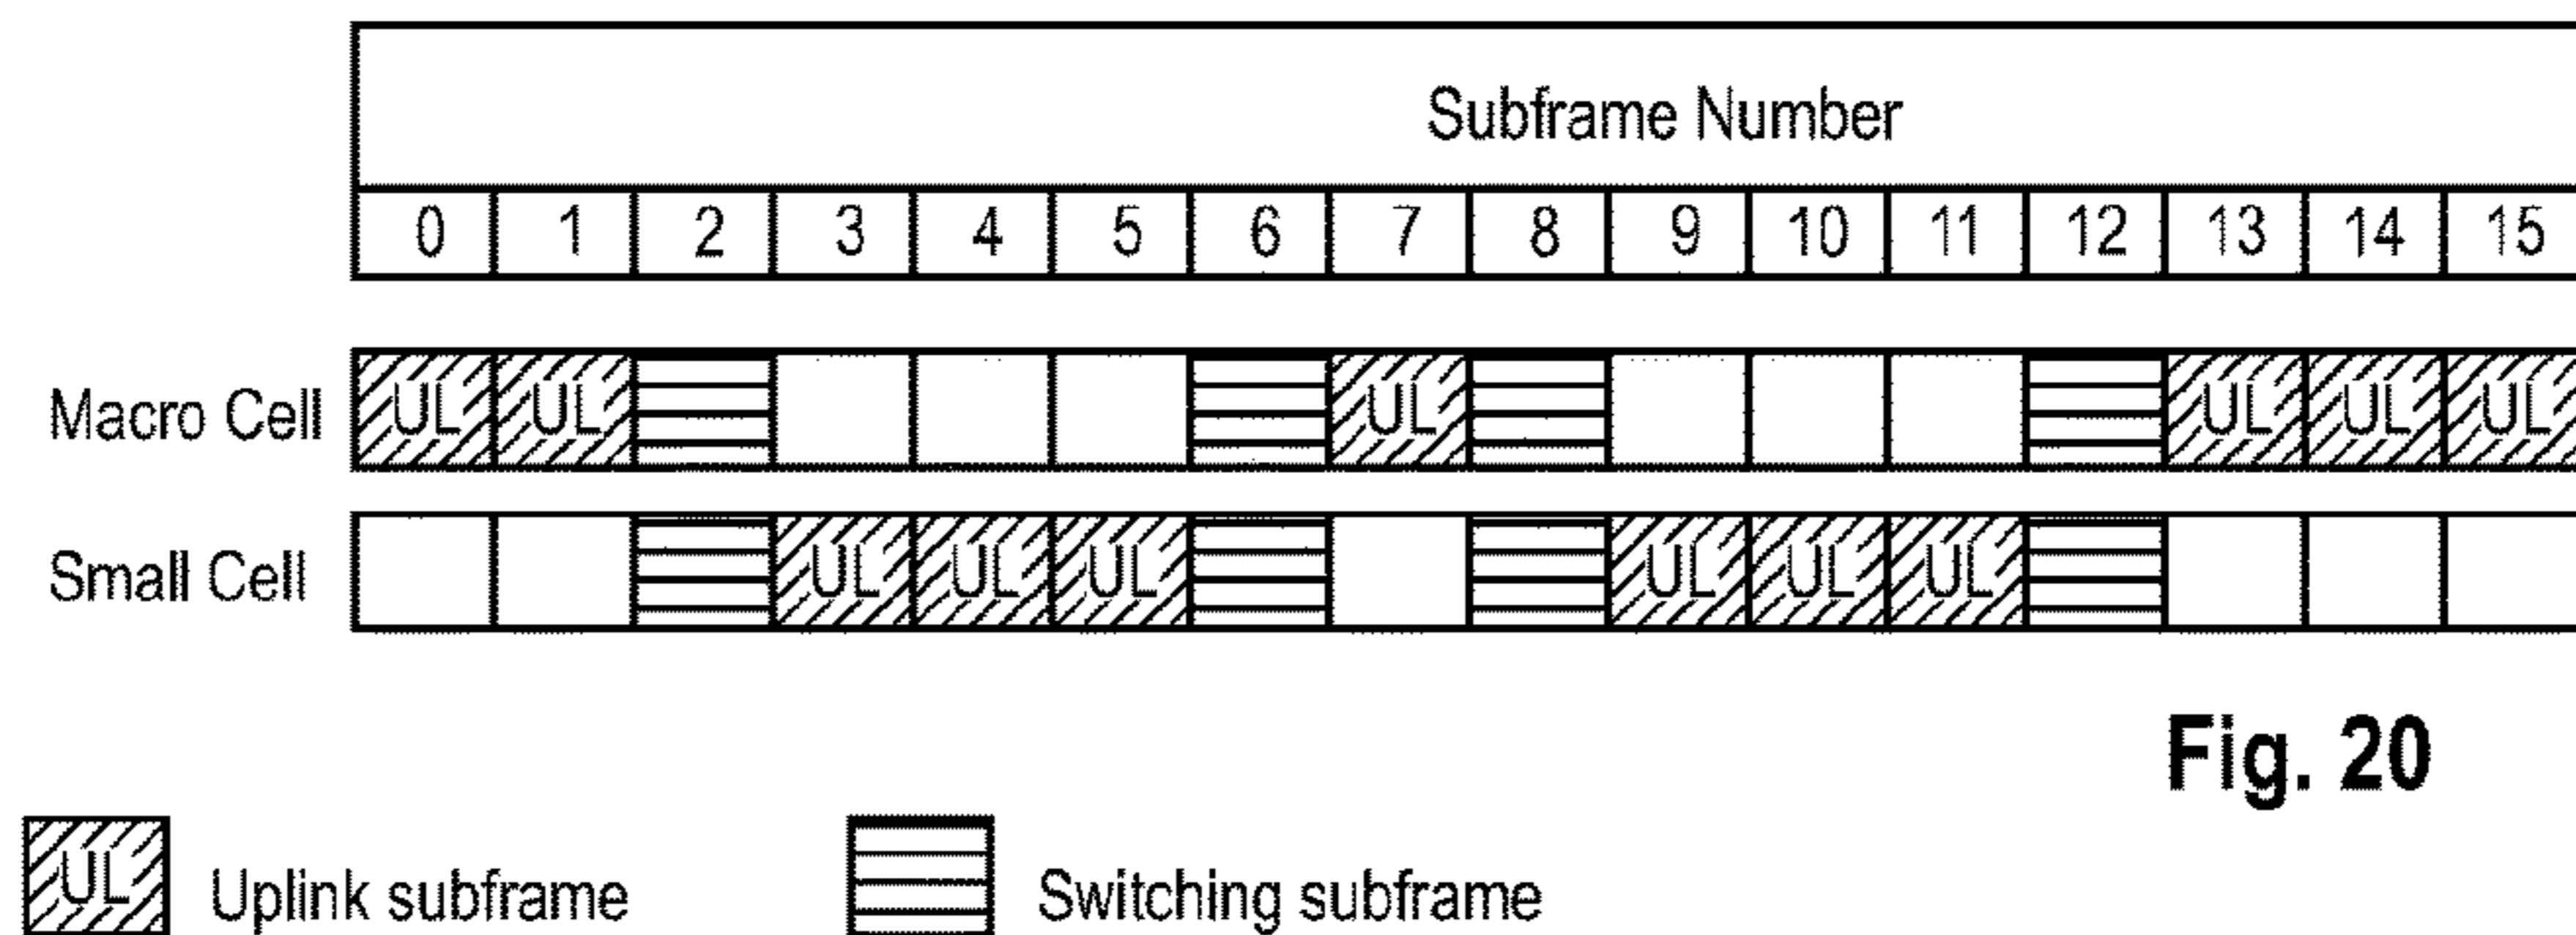 Subframe Number
0 1 2 3 4 5 6 7 8 9 10 11 12 13 14 15
Macro Cell UL UL UL UL UL UL
Small Cell UL UL UL UL UL UL
Fig. 20
UL Uplink subframe Switching subframe